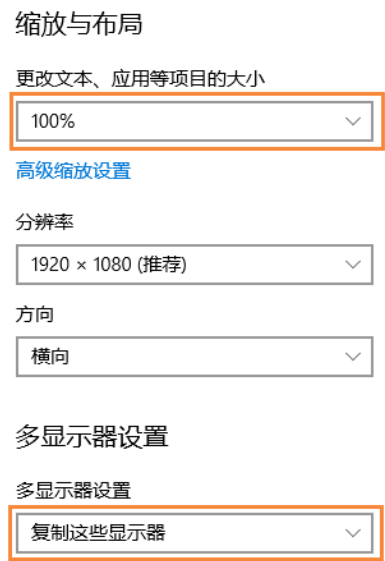 缩放与布局
更改文本、应用等项目的大小
100%
高级缩放设置
分辨率
1920 × 1080 (推荐)
方向
横向
多显示器设置
多显示器设置
复制这些显示器